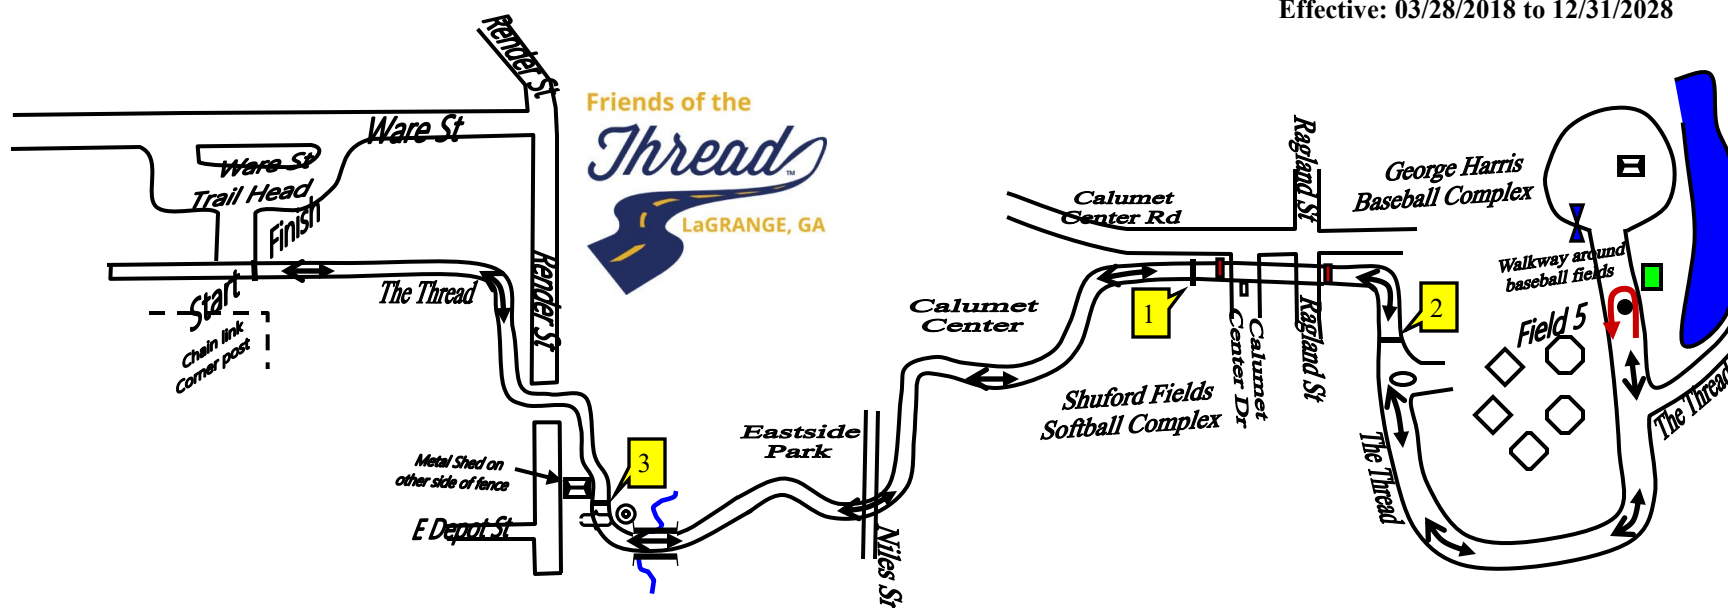 Effective: 03/28/2018 to 12/31/2028
Render St
Friends of the
Thread
™
LaGRANGE, GA
Ware St
Ware St
Trail Head
Finish
Start
The Thread
Chain link
Corner post
Render St
Metal Shed on
other side of fence
E Depot St
3
Eastside
Park
Niles St
Calumet
Center
Calumet
Center Rd
Ragland St
1
Shuford Fields
Softball Complex
Calumet
Center Dr
Ragland St
2
George Harris
Baseball Complex
Walkway around
baseball fields
Field 5
The Thread
The Thread